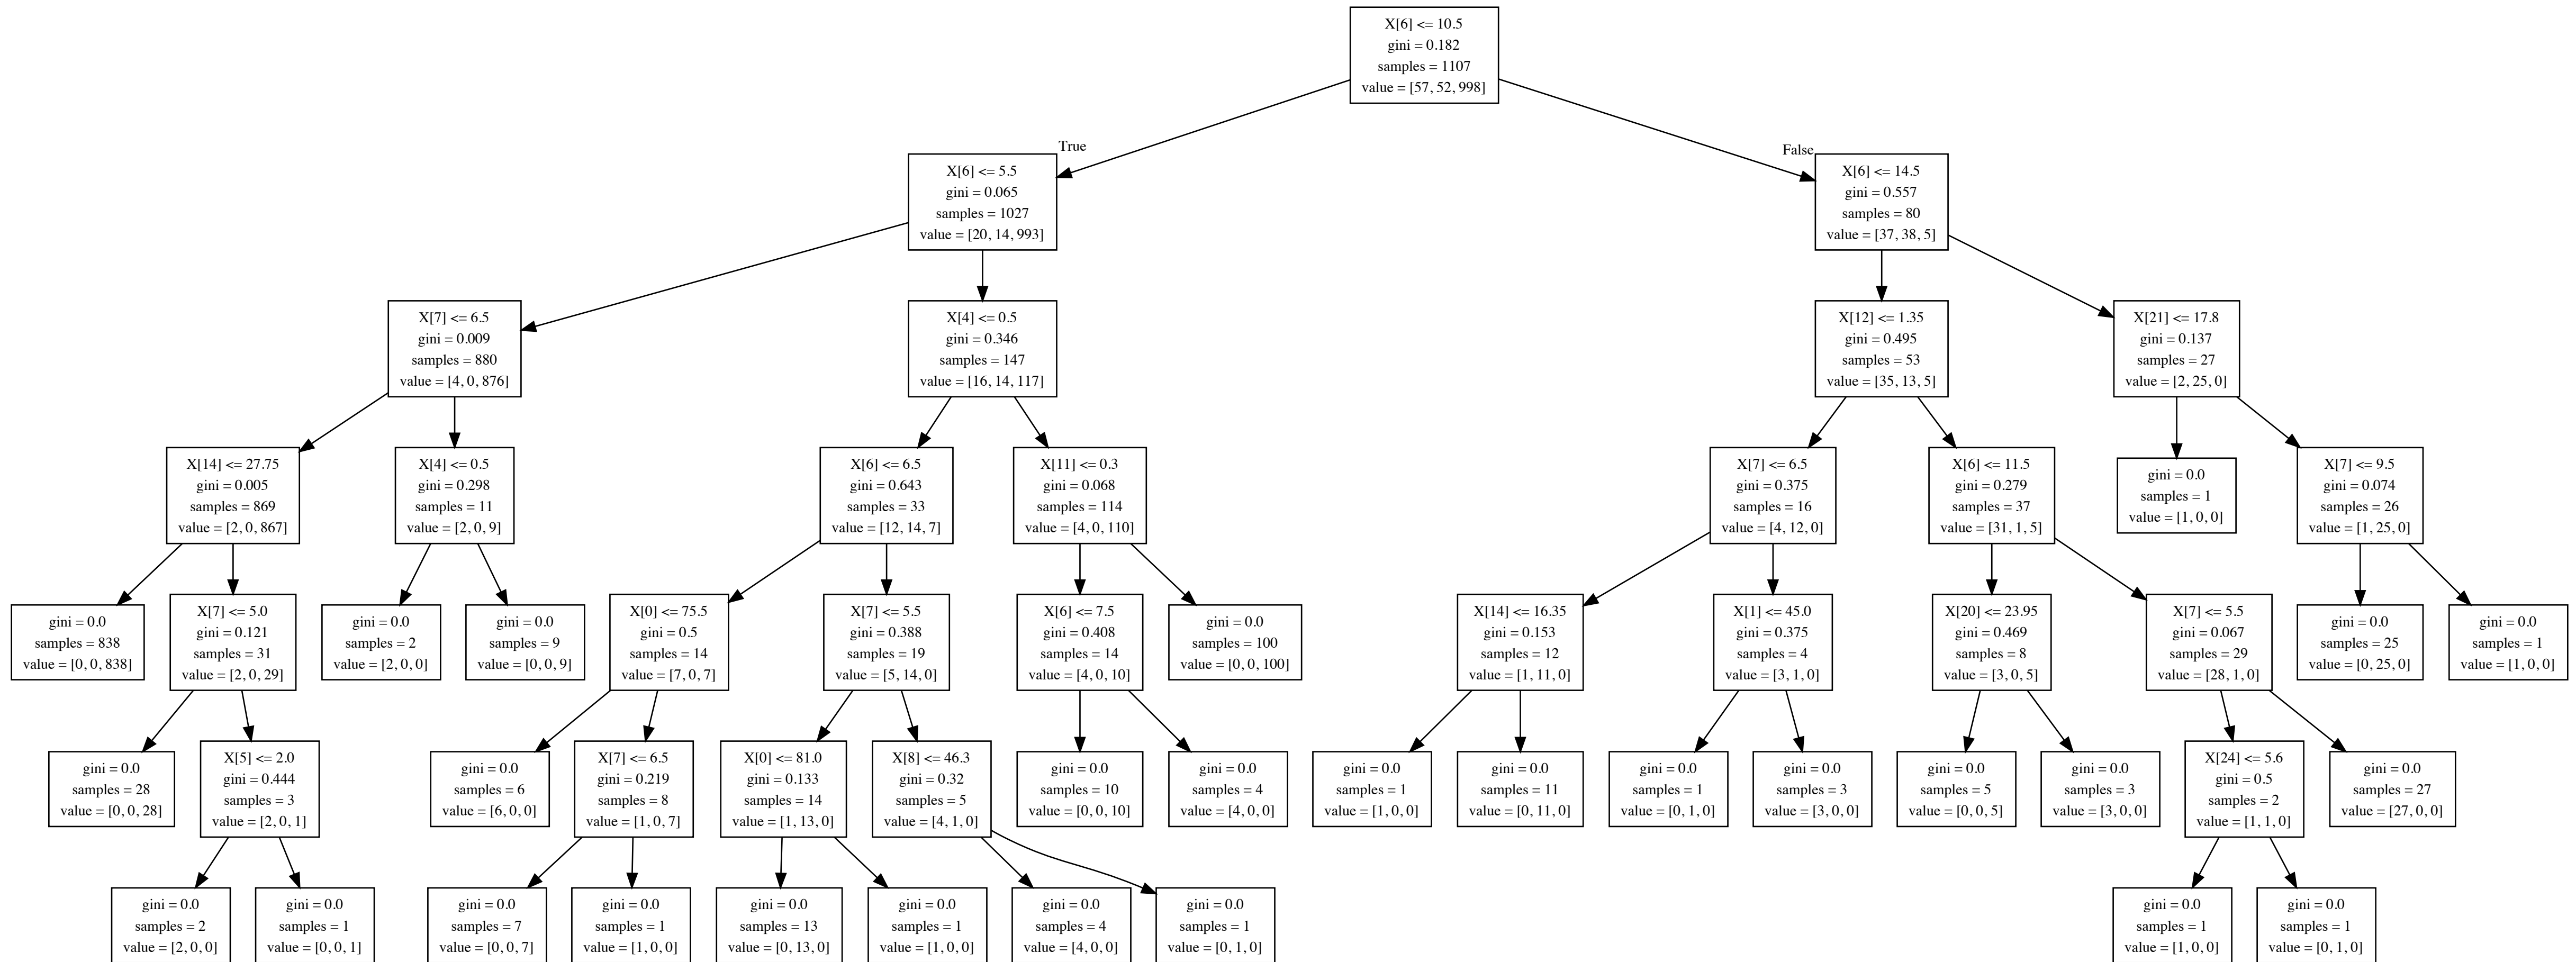 X[6] <= 10.5
gini = 0.182
samples = 1107
value = [57, 52, 998]
True
False
X[6] <= 5.5
gini = 0.065
samples = 1027
value = [20, 14, 993]
X[6] <= 14.5
gini = 0.557
samples = 80
value = [37, 38, 5]
X[7] <= 6.5
gini = 0.009
samples = 880
value = [4, 0, 876]
X[4] <= 0.5
gini = 0.346
samples = 147
value = [16, 14, 117]
X[12] <= 1.35
gini = 0.495
samples = 53
value = [35, 13, 5]
X[21] <= 17.8
gini = 0.137
samples = 27
value = [2, 25, 0]
X[14] <= 27.75
gini = 0.005
samples = 869
value = [2, 0, 867]
X[4] <= 0.5
gini = 0.298
samples = 11
value = [2, 0, 9]
X[6] <= 6.5
gini = 0.643
samples = 33
value = [12, 14, 7]
X[11] <= 0.3
gini = 0.068
samples = 114
value = [4, 0, 110]
X[7] <= 6.5
gini = 0.375
samples = 16
value = [4, 12, 0]
X[6] <= 11.5
gini = 0.279
samples = 37
value = [31, 1, 5]
gini = 0.0
samples = 1
value = [1, 0, 0]
X[7] <= 9.5
gini = 0.074
samples = 26
value = [1, 25, 0]
gini = 0.0
samples = 838
value = [0, 0, 838]
X[7] <= 5.0
gini = 0.121
samples = 31
value = [2, 0, 29]
gini = 0.0
samples = 2
value = [2, 0, 0]
gini = 0.0
samples = 9
value = [0, 0, 9]
X[0] <= 75.5
gini = 0.5
samples = 14
value = [7, 0, 7]
X[7] <= 5.5
gini = 0.388
samples = 19
value = [5, 14, 0]
X[6] <= 7.5
gini = 0.408
samples = 14
value = [4, 0, 10]
gini = 0.0
samples = 100
value = [0, 0, 100]
X[14] <= 16.35
gini = 0.153
samples = 12
value = [1, 11, 0]
X[1] <= 45.0
gini = 0.375
samples = 4
value = [3, 1, 0]
X[20] <= 23.95
gini = 0.469
samples = 8
value = [3, 0, 5]
X[7] <= 5.5
gini = 0.067
samples = 29
value = [28, 1, 0]
gini = 0.0
samples = 25
value = [0, 25, 0]
gini = 0.0
samples = 1
value = [1, 0, 0]
gini = 0.0
samples = 28
value = [0, 0, 28]
X[5] <= 2.0
gini = 0.444
samples = 3
value = [2, 0, 1]
gini = 0.0
samples = 6
value = [6, 0, 0]
X[7] <= 6.5
gini = 0.219
samples = 8
value = [1, 0, 7]
X[0] <= 81.0
gini = 0.133
samples = 14
value = [1, 13, 0]
X[8] <= 46.3
gini = 0.32
samples = 5
value = [4, 1, 0]
gini = 0.0
samples = 10
value = [0, 0, 10]
gini = 0.0
samples = 4
value = [4, 0, 0]
gini = 0.0
samples = 1
value = [1, 0, 0]
gini = 0.0
samples = 11
value = [0, 11, 0]
gini = 0.0
samples = 1
value = [0, 1, 0]
gini = 0.0
samples = 3
value = [3, 0, 0]
gini = 0.0
samples = 5
value = [0, 0, 5]
gini = 0.0
samples = 3
value = [3, 0, 0]
X[24] <= 5.6
gini = 0.5
samples = 2
value = [1, 1, 0]
gini = 0.0
samples = 27
value = [27, 0, 0]
gini = 0.0
samples = 2
value = [2, 0, 0]
gini = 0.0
samples = 1
value = [0, 0, 1]
gini = 0.0
samples = 7
value = [0, 0, 7]
gini = 0.0
samples = 1
value = [1, 0, 0]
gini = 0.0
samples = 13
value = [0, 13, 0]
gini = 0.0
samples = 1
value = [1, 0, 0]
gini = 0.0
samples = 4
value = [4, 0, 0]
gini = 0.0
samples = 1
value = [0, 1, 0]
gini = 0.0
samples = 1
value = [1, 0, 0]
gini = 0.0
samples = 1
value = [0, 1, 0]